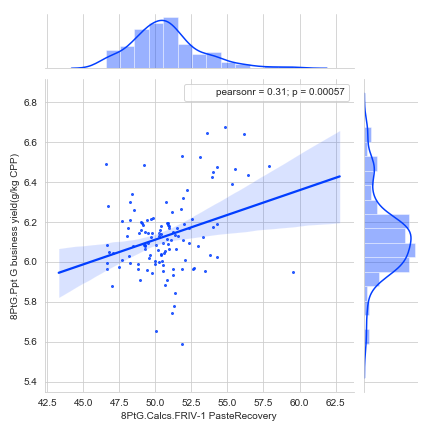 pearsonr = 0.31; p = 0.00057
8PtG.Ppt G business yield(g/kg CPP)
6.8
6.6
6.4
6.2
6.0
5.8
5.6
5.4
42.5 45.0 47.5 50.0 52.5 55.0 57.5 60.0 62.5
8PtG.Calcs.FRIV-1 PasteRecovery